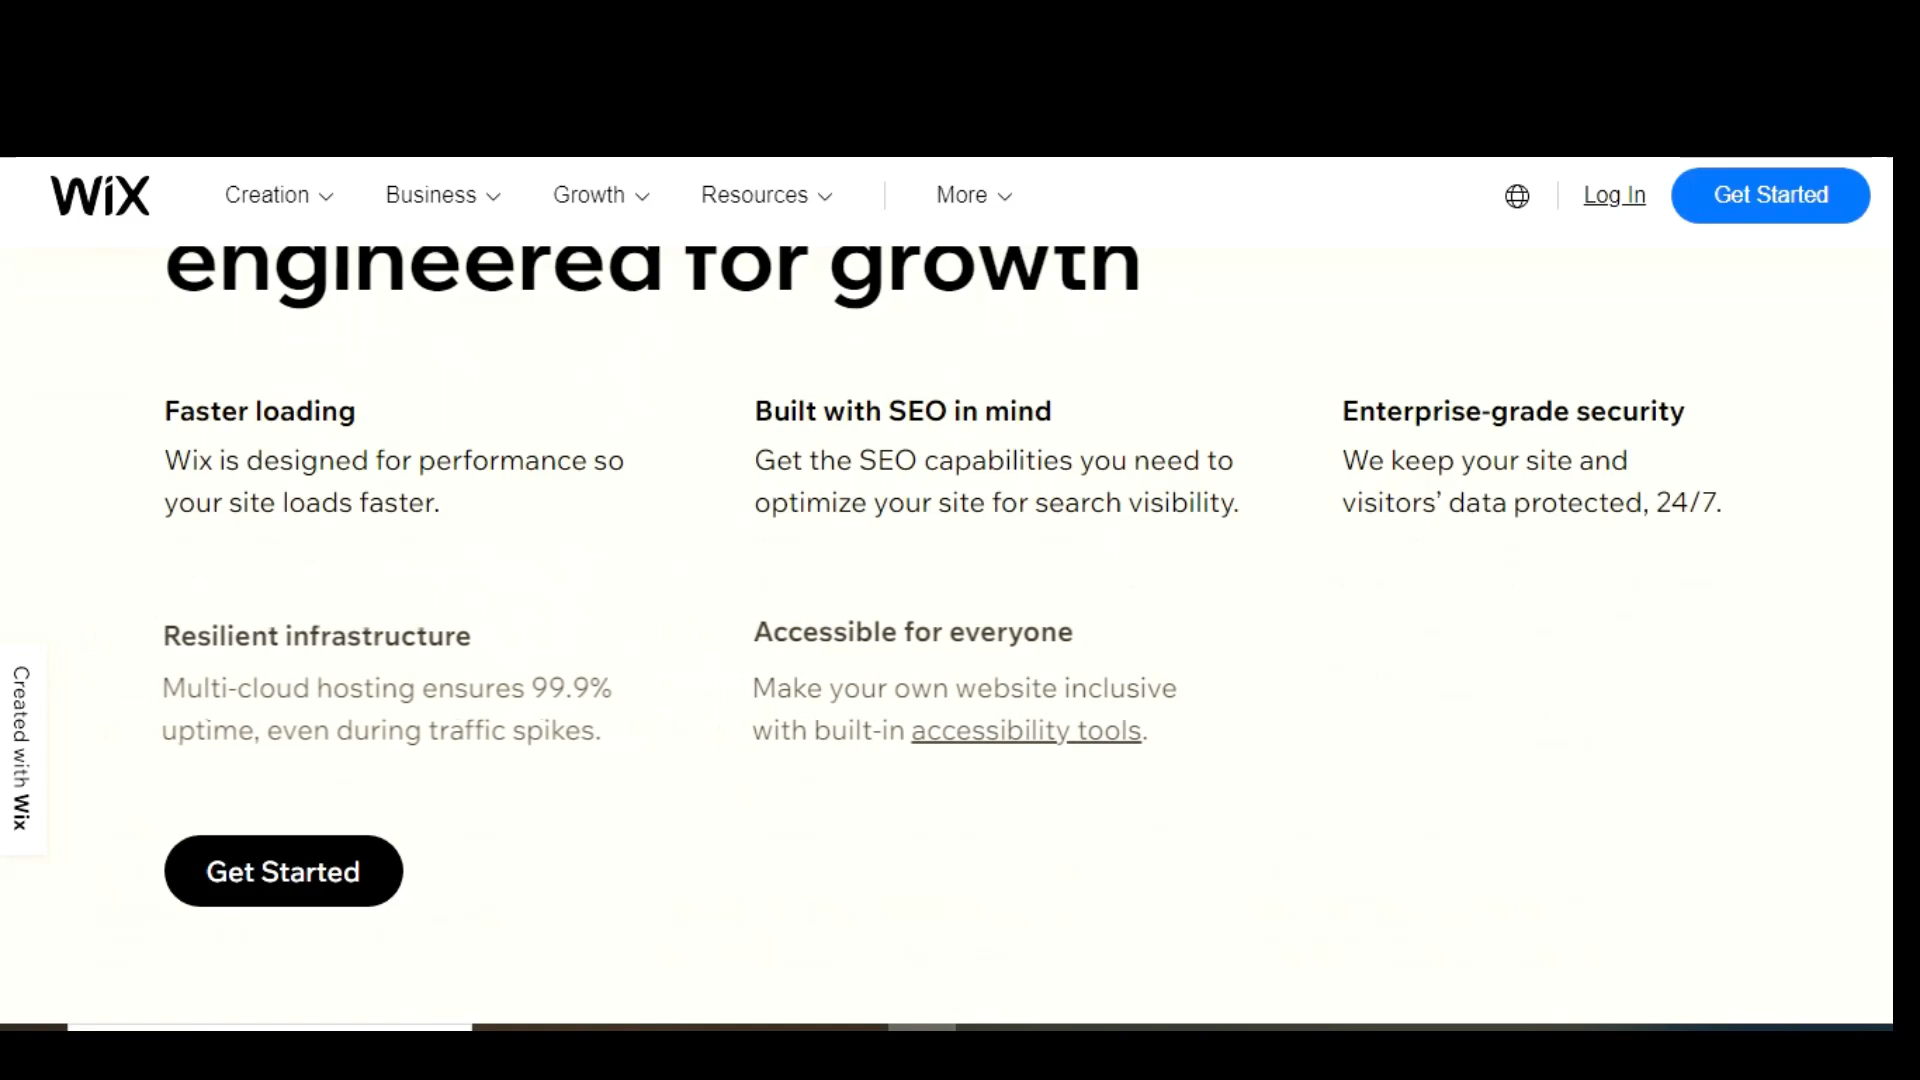 WiX
Creation
Business
Growth
Resources
More
Log In
Get Started
engineered for growth
Faster loading
Wix is designed for performance so
your site loads faster.
Built with SEO in mind
Get the SEO capabilities you need to
optimize your site for search visibility.
Enterprise-grade security
We keep your site and
visitors’ data protected, 24/7.
Resilient infrastructure
Multi-cloud hosting ensures 99.9%
uptime, even during traffic spikes.
Accessible for everyone
Make your own website inclusive
with built-in accessibility tools.
Created with Wix
Get Started